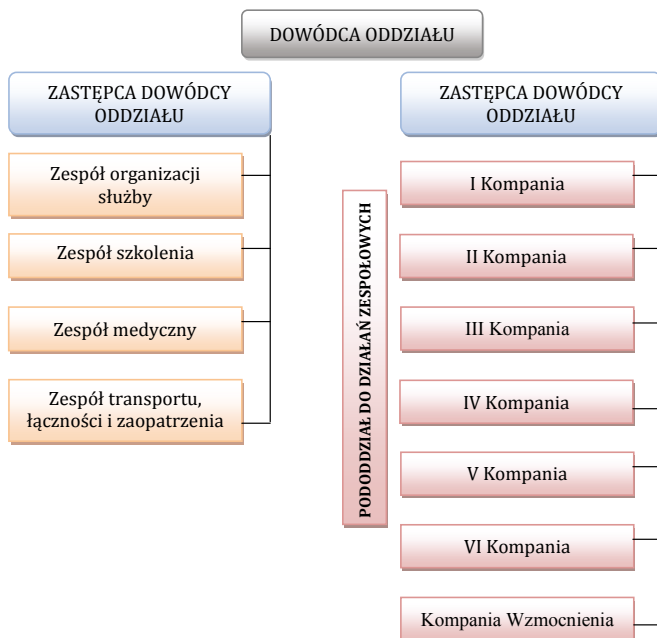 DOWÓDCA ODDZIAŁU
ZASTĘPCA DOWÓDCY
ODDZIAŁU
Zespół organizacji
służby
Zespół szkolenia
Zespół medyczny
Zespół transportu,
łączności i zaopatrzenia
PODODDZIAŁ DO DZIAŁAŃ ZESPOŁOWYCH
ZASTĘPCA DOWÓDCY
ODDZIAŁU
I Kompania
II Kompania
III Kompania
IV Kompania
V Kompania
VI Kompania
Kompania Wzmocnienia